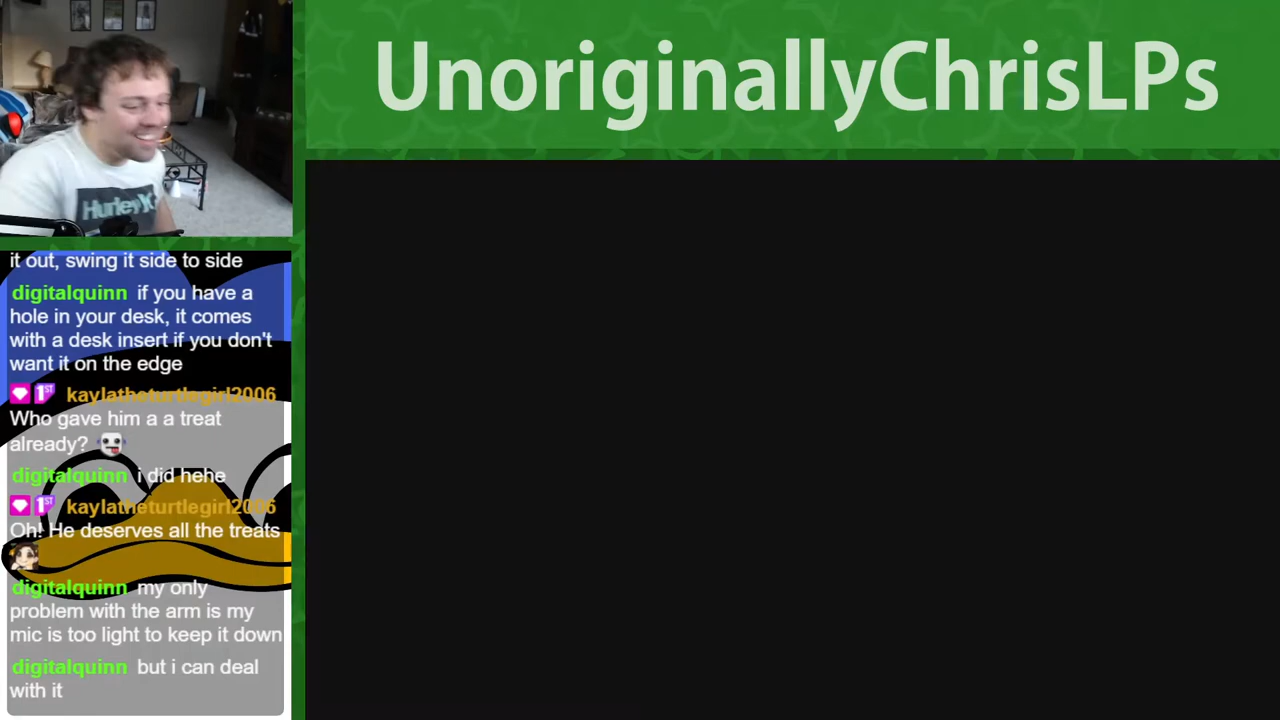 UnoriginallyChrisLPs
Hurley
it out, swing it side to side
digitalquinn if you have a
hole in your desk, it comes
with a desk insert if you don't
want it on the edge
1ST kaylatheturtlegirl2006
Who gave him a a treat
already?
digitalquinn i did hehe
1ST kaylatheturtlegirl2006
Oh! He deserves all the treats
digitalquinn my only
problem with the arm is my
mic is too light to keep it down
digitalquinn but i can deal
with it